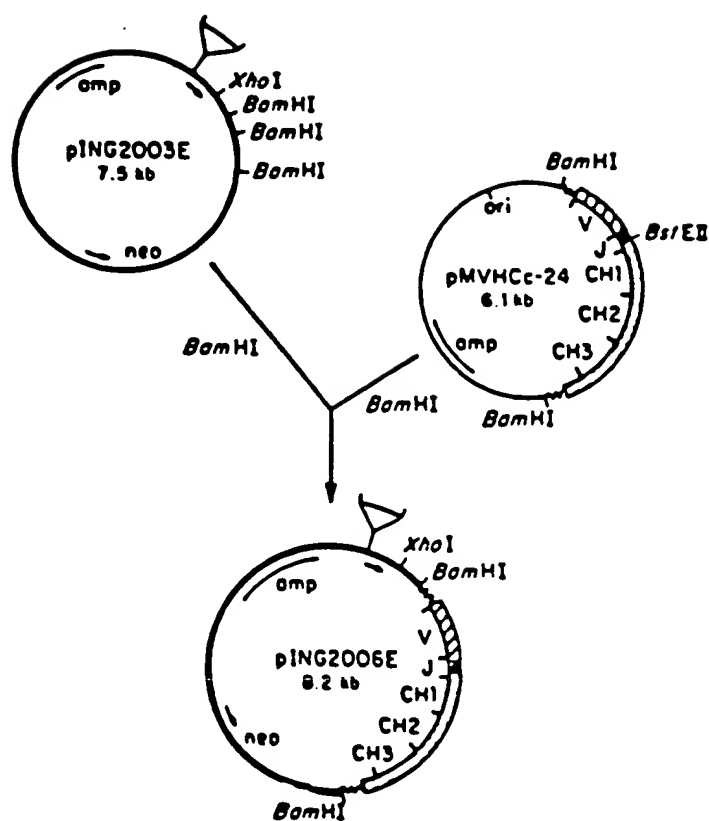 amp
XhoI
BamHI
BamHI
BamHI
pING2003E
7.5 kb
neo
BamHI
ori
V
J
BstEII
CH1
CH2
CH3
pMVHCc-24
6.1 kb
amp
BamHI
BamHI
BamHI
XhoI
BamHI
amp
V
J
pING2006E
8.2 kb
CH1
CH2
CH3
neo
BamHI